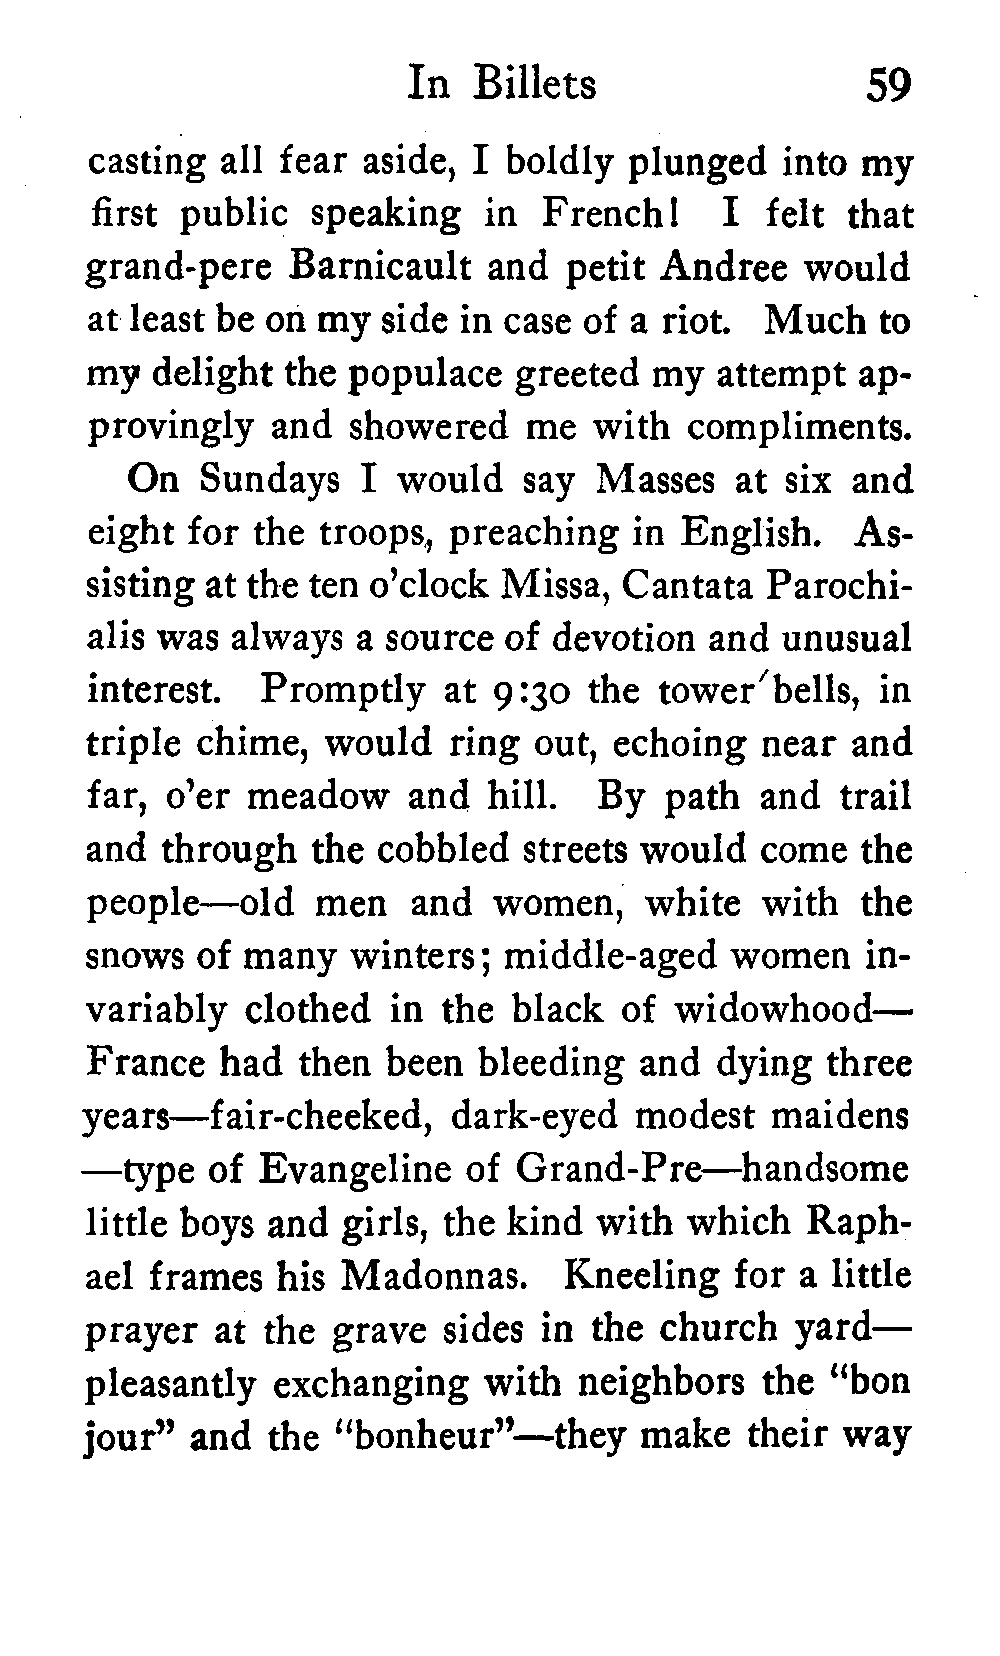 In Billets 59
casting all fear aside, I boldly plunged into my
first public speaking in French! I felt that
grand-pere Barnicault and petit Andree would
at least be on my side in case of a riot. Much to
my delight the populace greeted my attempt ap-
provingly and showered me with compliments.
On Sundays I would say Masses at six and
eight for the troops, preaching in English. As-
sisting at the ten o'clock Missa, Cantata Parochi-
alis was always a source of devotion and unusual
interest. Promptly at 9:30 the tower bells, in
triple chime, would ring out, echoing near and
far, o'er meadow and hill. By path and trail
and through the cobbled streets would come the
people—old men and women, white with the
snows of many winters; middle-aged women in-
variably clothed in the black of widowhood—
France had then been bleeding and dying three
years—fair-cheeked, dark-eyed modest maidens
—type of Evangeline of Grand-Pre—handsome
little boys and girls, the kind with which Raph-
ael frames his Madonnas. Kneeling for a little
prayer at the grave sides in the church yard—
pleasantly exchanging with neighbors the "bon
jour" and the "bonheur"—they make their way